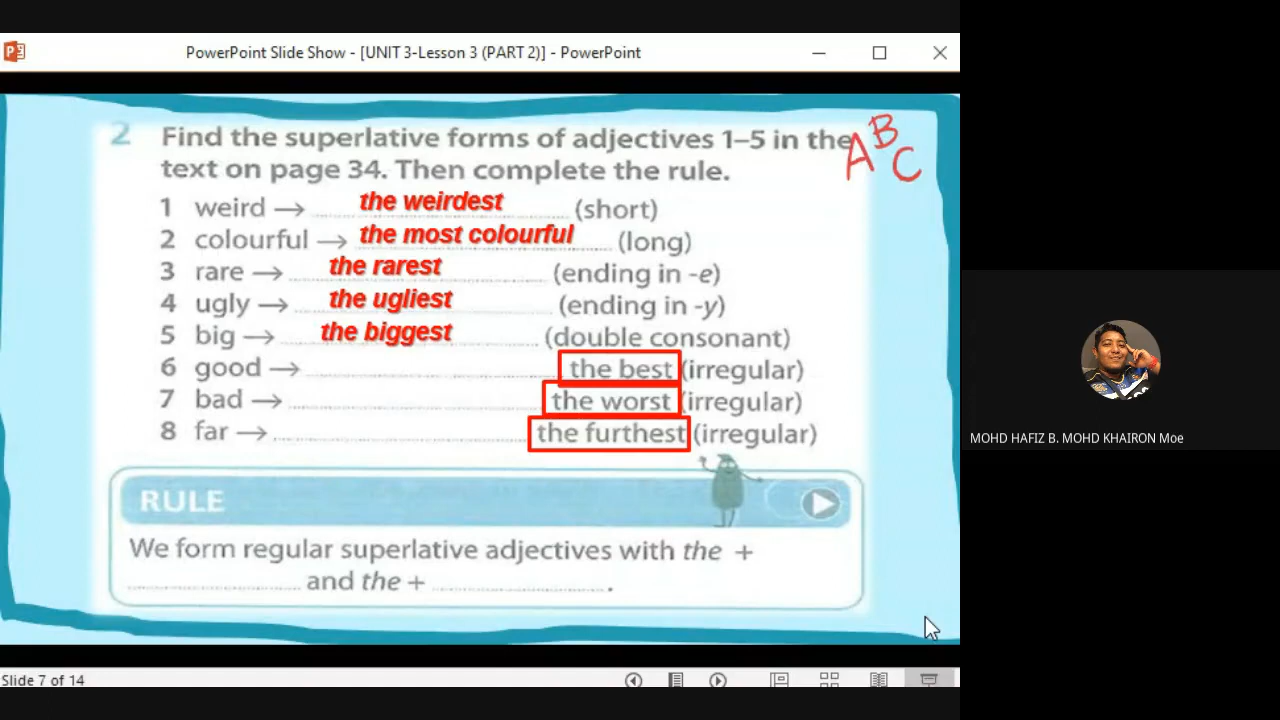 PowerPoint Slide Show - [UNIT 3-Lesson 3 (PART 2)] - PowerPoint
2 Find the superlative forms of adjectives 1–5 in the
text on page 34. Then complete the rule.
A B C
1 weird → the weirdest (short)
2 colourful → the most colourful (long)
3 rare → the rarest (ending in -e)
4 ugly → the ugliest (ending in -y)
5 big → the biggest (double consonant)
6 good → the best (irregular)
7 bad → the worst (irregular)
8 far → the furthest (irregular)
RULE
We form regular superlative adjectives with the +
and the + .
MOHD HAFIZ B. MOHD KHAIRON Moe
Slide 7 of 14